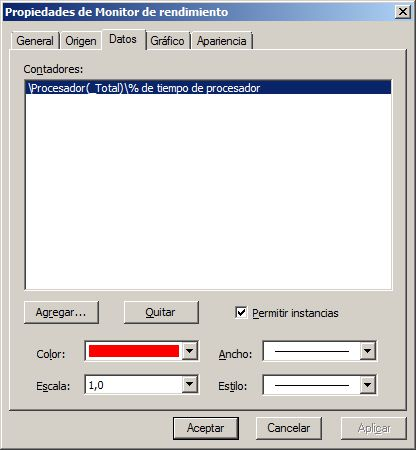 Propiedades de Monitor de rendimiento
General Origen Datos Gráfico Apariencia
Contadores:
\Procesador(_Total)\% de tiempo de procesador
Agregar... Quitar Permitir instancias
Color: Ancho:
Escala: 1,0 Estilo:
Aceptar Cancelar Aplicar